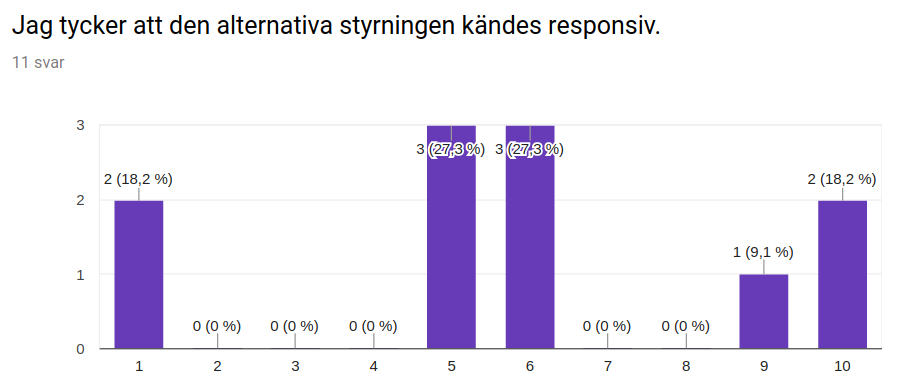 Jag tycker att den alternativa styrningen kändes responsiv.
11 svar
3
3 (27,3 %) 3 (27,3 %)
2 (18,2 %) 2 (18,2 %)
2
1 (9,1 %)
1
0 (0 %) 0 (0 %) 0 (0 %) 0 (0 %) 0 (0 %)
0
1 2 3 4 5 6 7 8 9 10